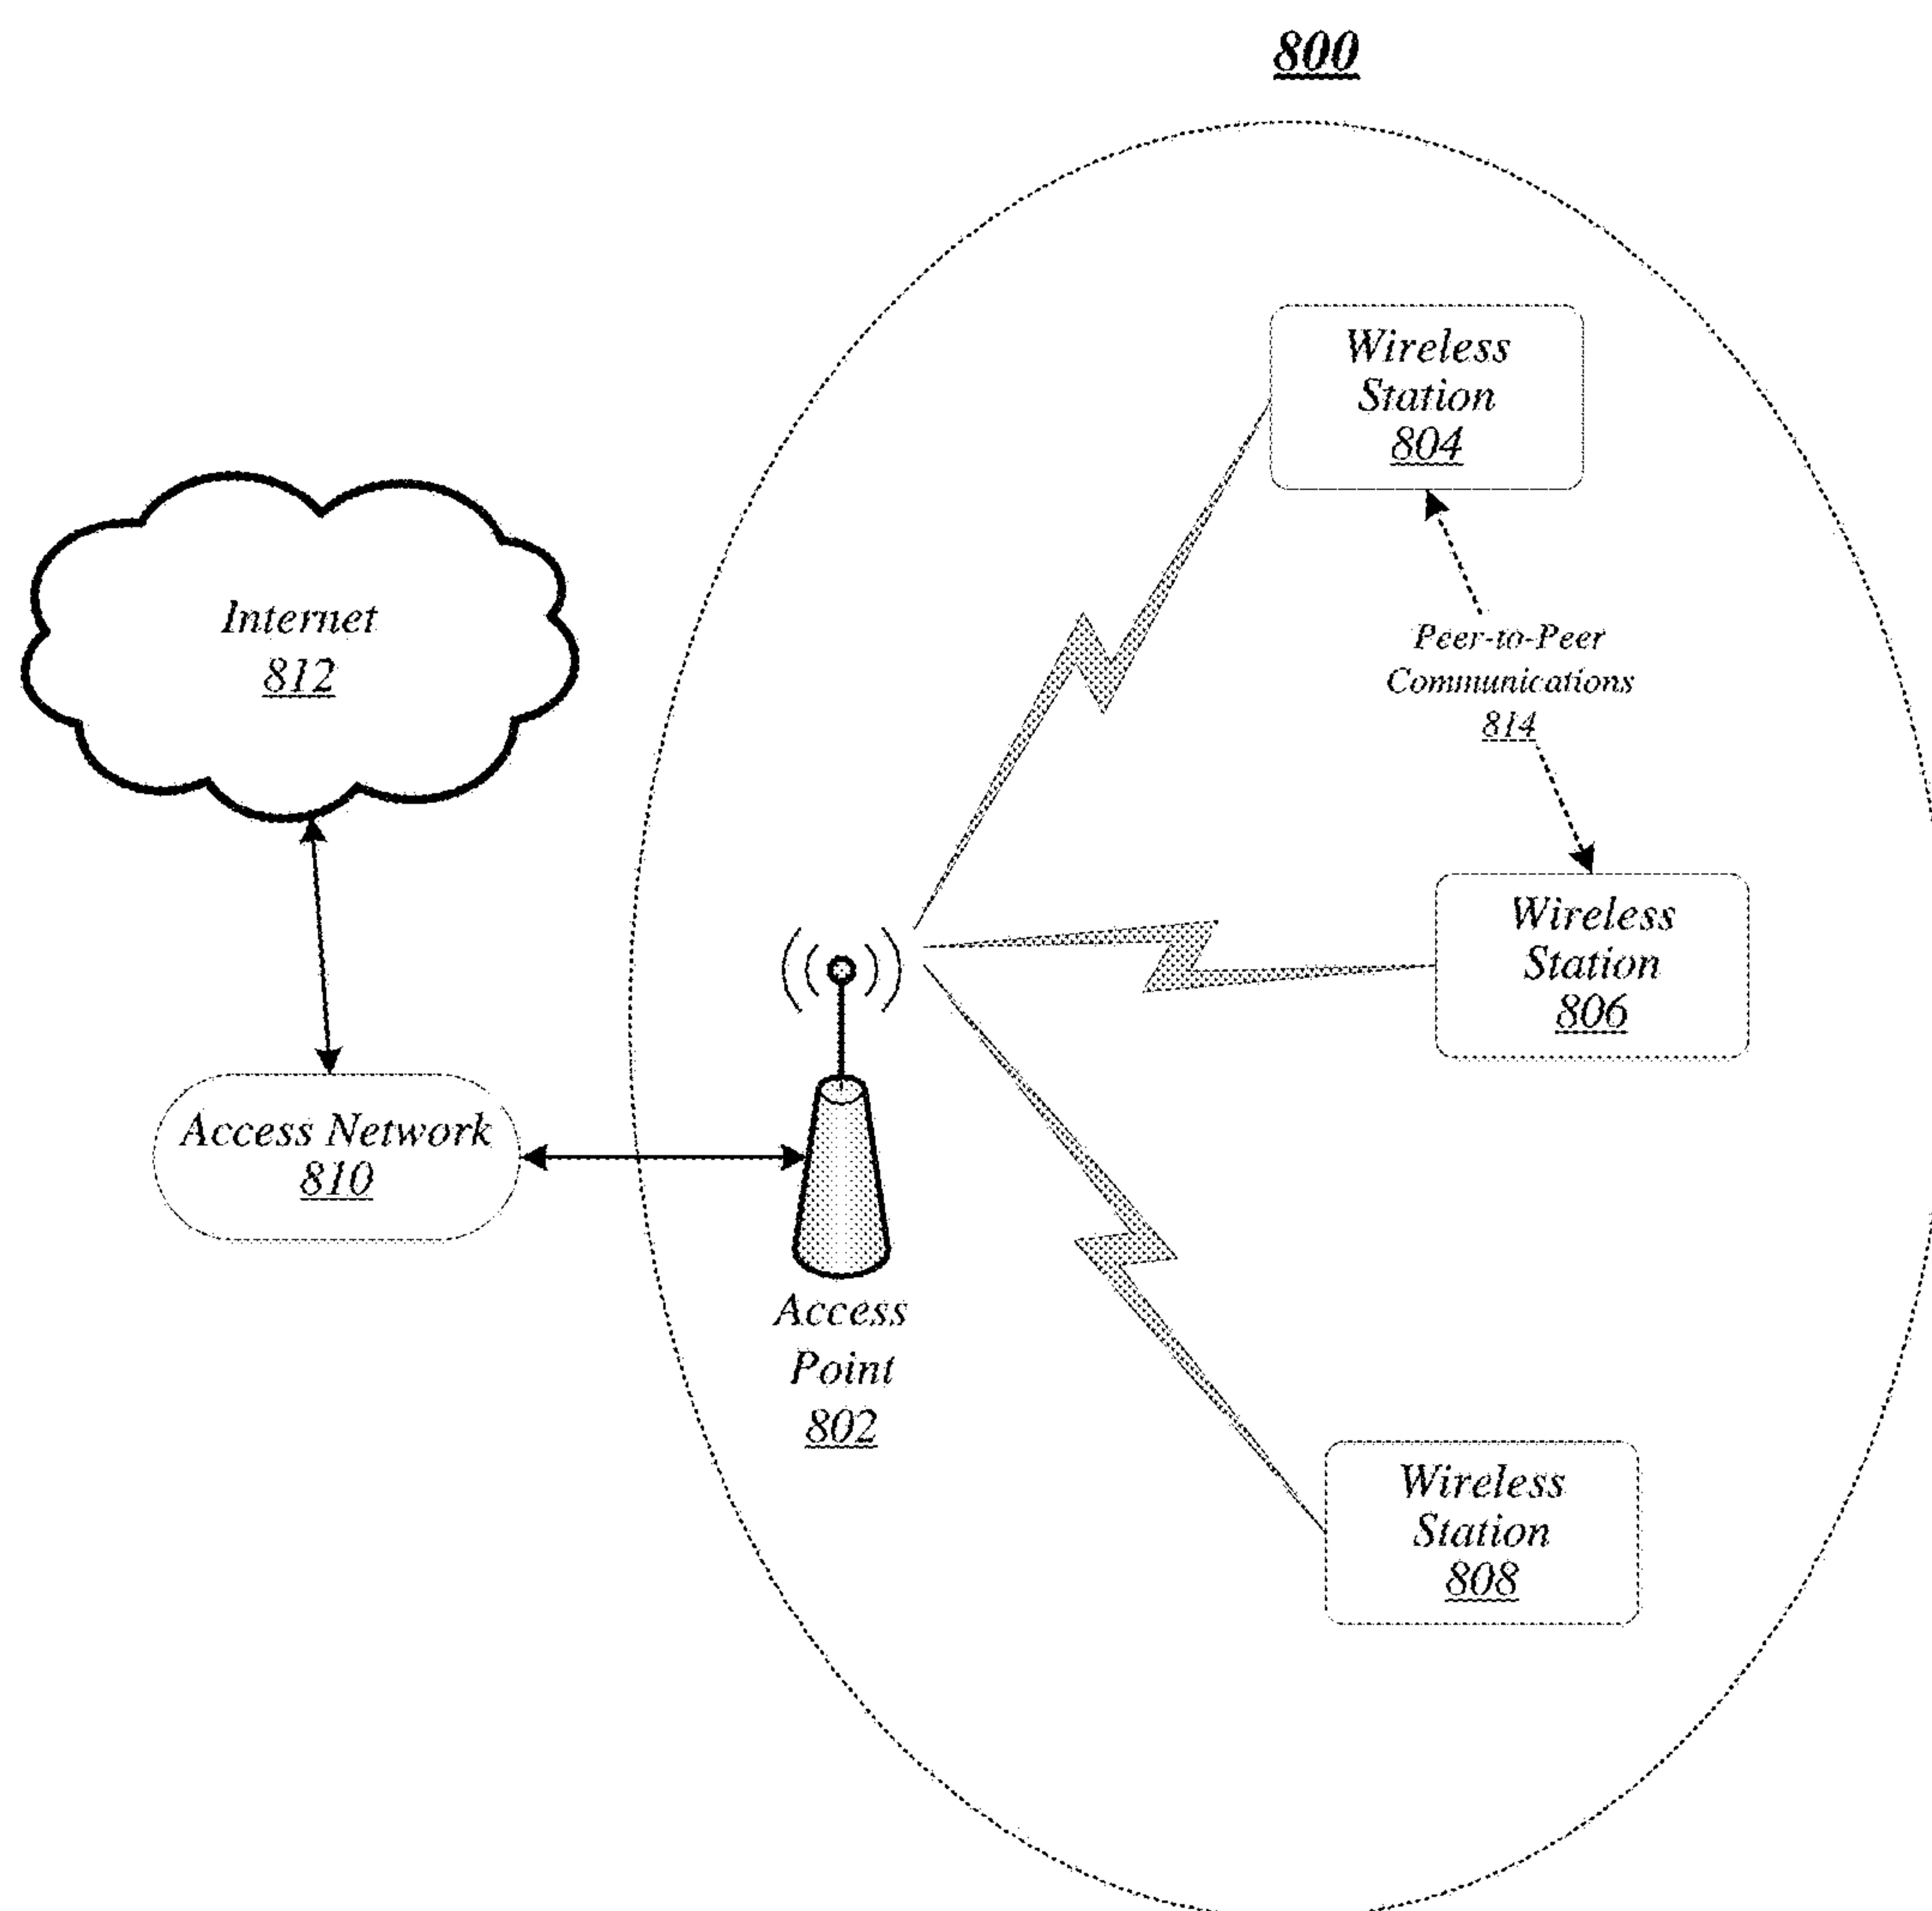 800
Wireless
Station
804
Internet
812
Peer-to-Peer
Communications
814
Wireless
Station
806
Access Network
810
Access
Point
802
Wireless
Station
808